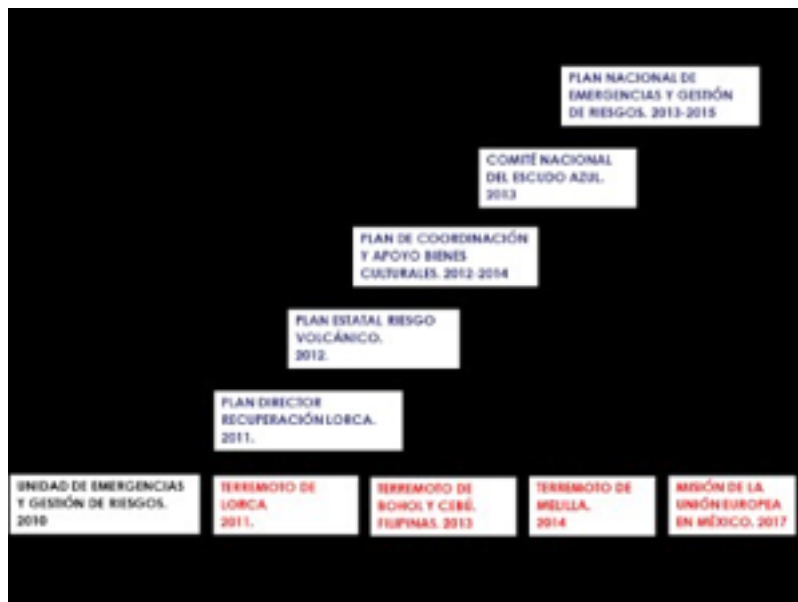 PLAN NACIONAL DE
EMERGENCIAS Y GESTIÓN
DE RIESGOS. 2013-2015
COMITÉ NACIONAL
DEL ESCUDO AZUL.
2013
PLAN DE COORDINACIÓN
Y APOYO BIENES
CULTURALES. 2012-2014
PLAN ESTATAL RIESGO
VOLCÁNICO.
2012.
PLAN DIRECTOR
RECUPERACIÓN LORCA.
2011.
UNIDAD DE EMERGENCIAS
Y GESTIÓN DE RIESGOS.
2010
TERREMOTO DE
LORCA
2011.
TERREMOTO DE
BOHOL Y CEBÚ.
FILIPINAS. 2013
TERREMOTO DE
MELILLA.
2014
MISIÓN DE LA
UNIÓN EUROPEA
EN MÉXICO. 2017